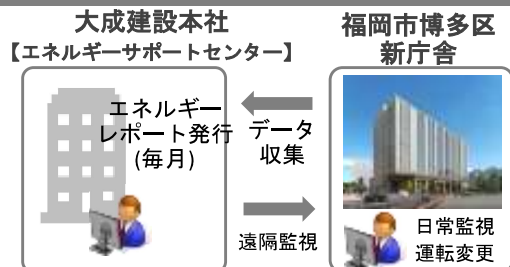 大成建設本社
【エネルギーサポートセンター】
エネルギー
レポート発行
(毎月)
データ
収集
遠隔監視
福岡市博多区
新庁舎
日常監視
運転変更